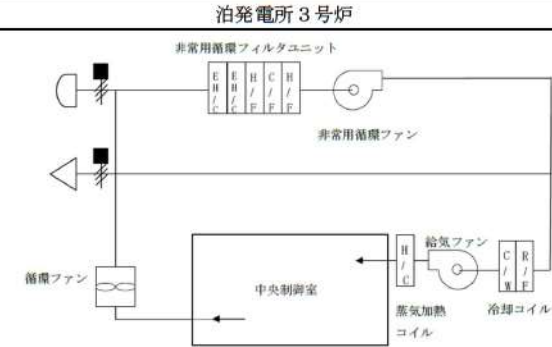 泊発電所３号炉
非常用循環フィルタユニット
E
H
/
C
E
H
/
C
H
/
F
C
/
F
H
/
F
非常用循環ファン
循環ファン
中央制御室
H
/
C
給気ファン
C
/
W
R
/
F
蒸気加熱
コイル
冷却コイル